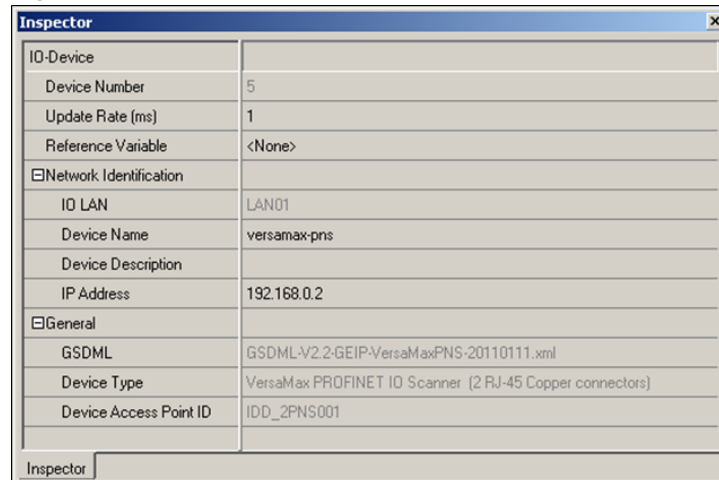 Inspector
IO-Device
Device Number 5
Update Rate (ms) 1
Reference Variable <None>
Network Identification
IO LAN LAN01
Device Name versamax-pns
Device Description
IP Address 192.168.0.2
General
GSDML GSDML-V2.2-GEIP-VersaMaxPNS-20110111.xml
Device Type VersaMax PROFINET IO Scanner (2 RJ-45 Copper connectors)
Device Access Point ID IDD_2PNS001
Inspector